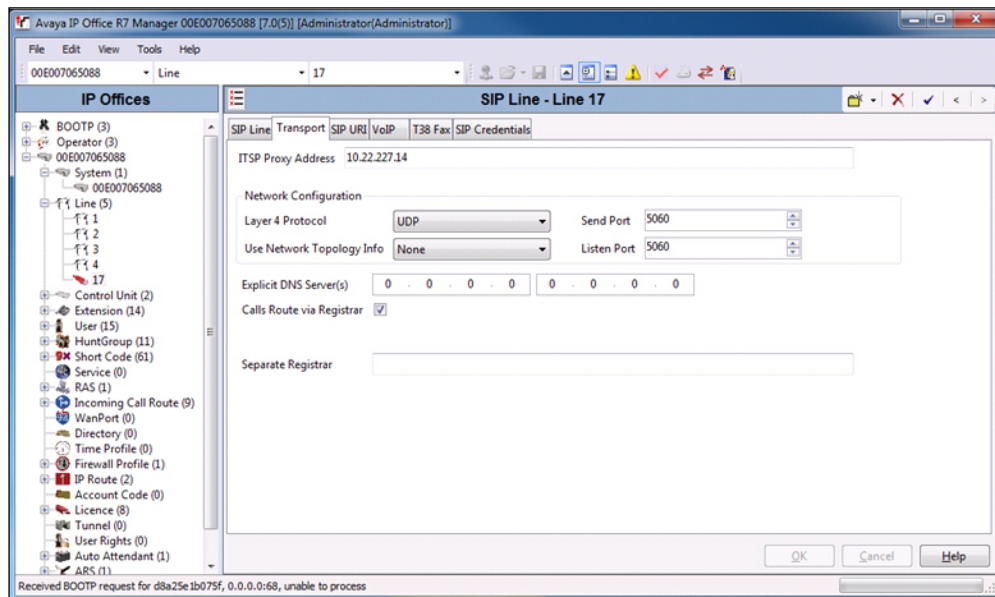 Avaya IP Office R7 Manager 00E007065088 [7.0(5)] [Administrator(Administrator)]
File Edit View Tools Help
00E007065088 Line 17
IP Offices
BOOTP (3)
Operator (3)
00E007065088
System (1)
00E007065088
Line (5)
1
2
3
4
17
Control Unit (2)
Extension (14)
User (15)
HuntGroup (11)
Short Code (61)
Service (0)
RAS (1)
Incoming Call Route (9)
WanPort (0)
Directory (0)
Time Profile (0)
Firewall Profile (1)
IP Route (2)
Account Code (0)
Licence (8)
Tunnel (0)
User Rights (0)
Auto Attendant (1)
ARS (1)
SIP Line - Line 17
SIP Line Transport SIP URI VoIP T38 Fax SIP Credentials
ITSP Proxy Address 10.22.227.14
Network Configuration
Layer 4 Protocol UDP Send Port 5060
Use Network Topology Info None Listen Port 5060
Explicit DNS Server(s) 0 . 0 . 0 . 0 0 . 0 . 0 . 0
Calls Route via Registrar
Separate Registrar
OK Cancel Help
Received BOOTP request for d8a25e1b075f, 0.0.0.0:68, unable to process